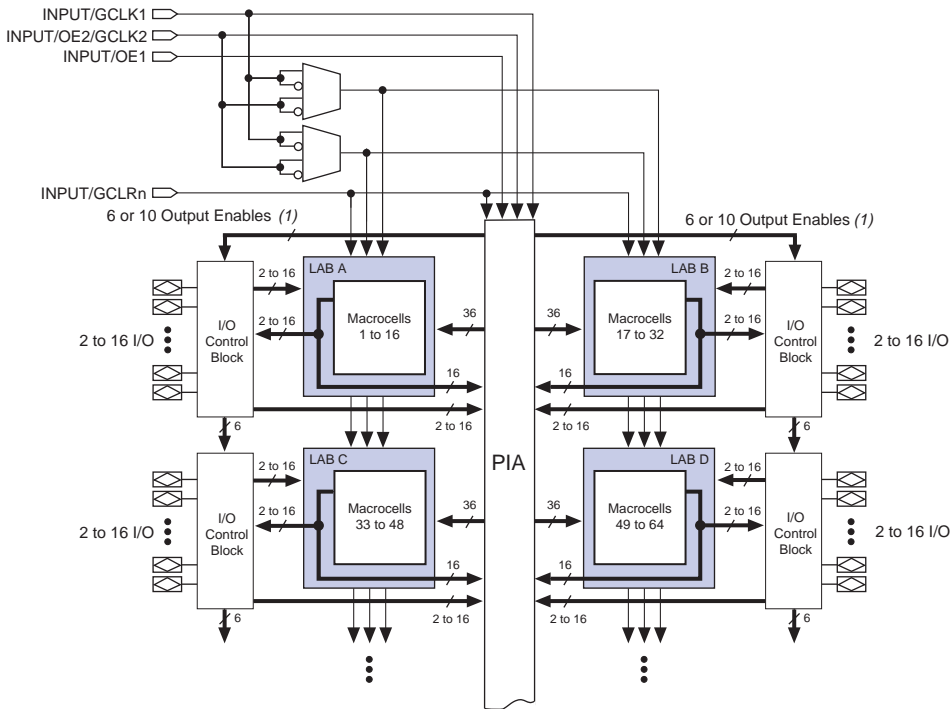 INPUT/GCLK1
INPUT/OE2/GCLK2
INPUT/OE1
INPUT/GCLRn
6 or 10 Output Enables (1)
6 or 10 Output Enables (1)
LAB A
LAB B
2 to 16
2 to 16
I/O
Control
Block
2 to 16 I/O
2 to 16
Macrocells
1 to 16
36
36
Macrocells
17 to 32
2 to 16
I/O
Control
Block
2 to 16 I/O
16
16
2 to 16
2 to 16
6
6
PIA
LAB C
LAB D
2 to 16
2 to 16
I/O
Control
Block
2 to 16 I/O
2 to 16
Macrocells
33 to 48
36
36
Macrocells
49 to 64
2 to 16
I/O
Control
Block
2 to 16 I/O
16
16
2 to 16
2 to 16
6
6